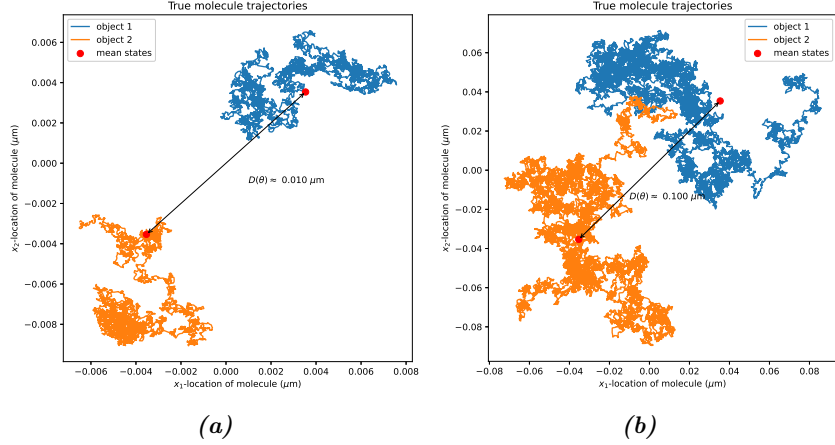 True molecule trajectories
object 1
object 2
mean states
0.006
0.004
0.002
0.000
−0.002
−0.004
−0.006
−0.008
x₂-location of molecule (μm)
D(θ) ≈ 0.010 μm
−0.006 −0.004 −0.002 0.000 0.002 0.004 0.006 0.008
x₁-location of molecule (μm)
(a)
True molecule trajectories
object 1
object 2
mean states
0.06
0.04
0.02
0.00
−0.02
−0.04
−0.06
−0.08
x₂-location of molecule (μm)
D(θ) ≈ 0.100 μm
−0.08 −0.06 −0.04 −0.02 0.00 0.02 0.04 0.06 0.08
x₁-location of molecule (μm)
(b)